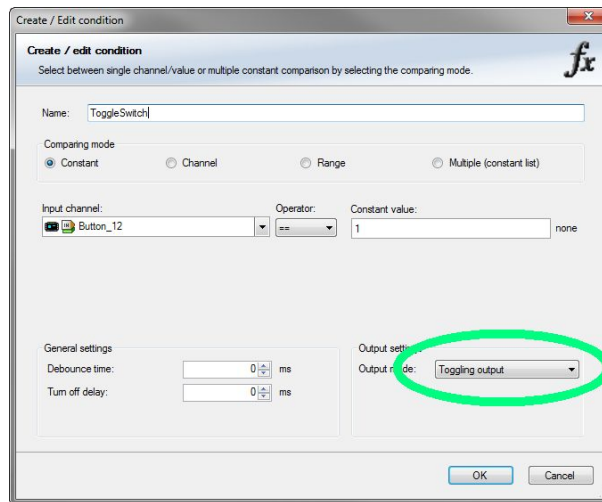 Create / Edit condition
Create / edit condition
Select between single channel/value or multiple constant comparison by selecting the comparing mode.
fx
Name: ToggleSwitch
Comparing mode
Constant Channel Range Multiple (constant list)
Input channel: Operator: Constant value:
Button_12 == 1 none
General settings Output settings
Debounce time: 0 ms Output mode: Toggling output
Turn off delay: 0 ms
OK Cancel